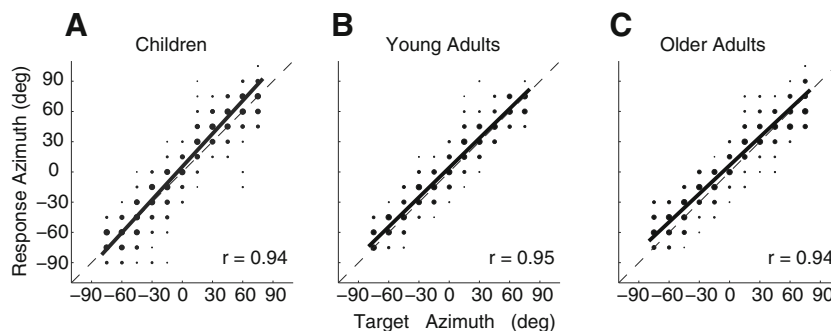 A B C
Children Young Adults Older Adults
Response Azimuth (deg)
90
60
30
0
−30
−60
−90
r = 0.94 r = 0.95 r = 0.94
−90 −60 −30 0 30 60 90 −90 −60 −30 0 30 60 90 −90 −60 −30 0 30 60 90
Target Azimuth (deg)